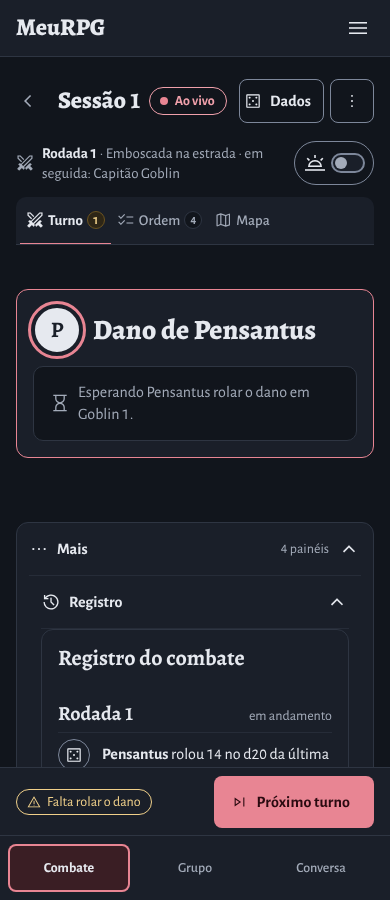 MeuRPG
Sessão 1
Ao vivo
Dados
Rodada 1 · Emboscada na estrada · em
seguida: Capitão Goblin
Turno 1
Ordem 4
Mapa
P
Dano de Pensantus
Esperando Pensantus rolar o dano em
Goblin 1.
Mais
4 painéis
Registro
Registro do combate
Rodada 1
em andamento
Pensantus rolou 14 no d20 da última
Falta rolar o dano
Próximo turno
Combate
Grupo
Conversa